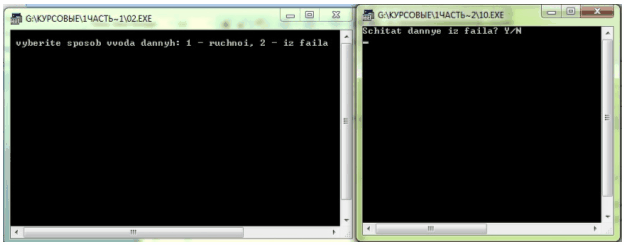 G:\КУРСОВЫЕ\1ЧАСТЬ~1\02.EXE
vyberite sposob vvoda dannyh: 1 - ruchnoi, 2 - iz faila
G:\КУРСОВЫЕ\1ЧАСТЬ~2\10.EXE
Schitat dannye iz faila? Y/N